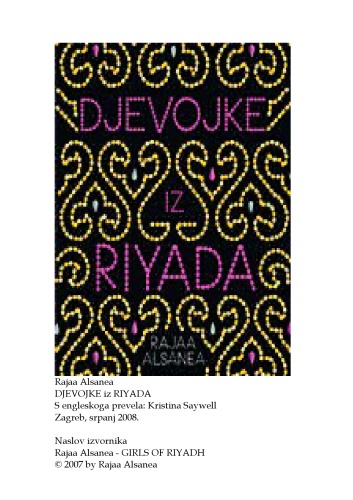 DJEVOJKE
IZ
RIYADA
RAJAA
ALSANEA
Rajaa Alsanea
DJEVOJKE iz RIYADA
S engleskoga prevela: Kristina Saywell
Zagreb, srpanj 2008.
Naslov izvornika
Rajaa Alsanea - GIRLS OF RIYADH
© 2007 by Rajaa Alsanea